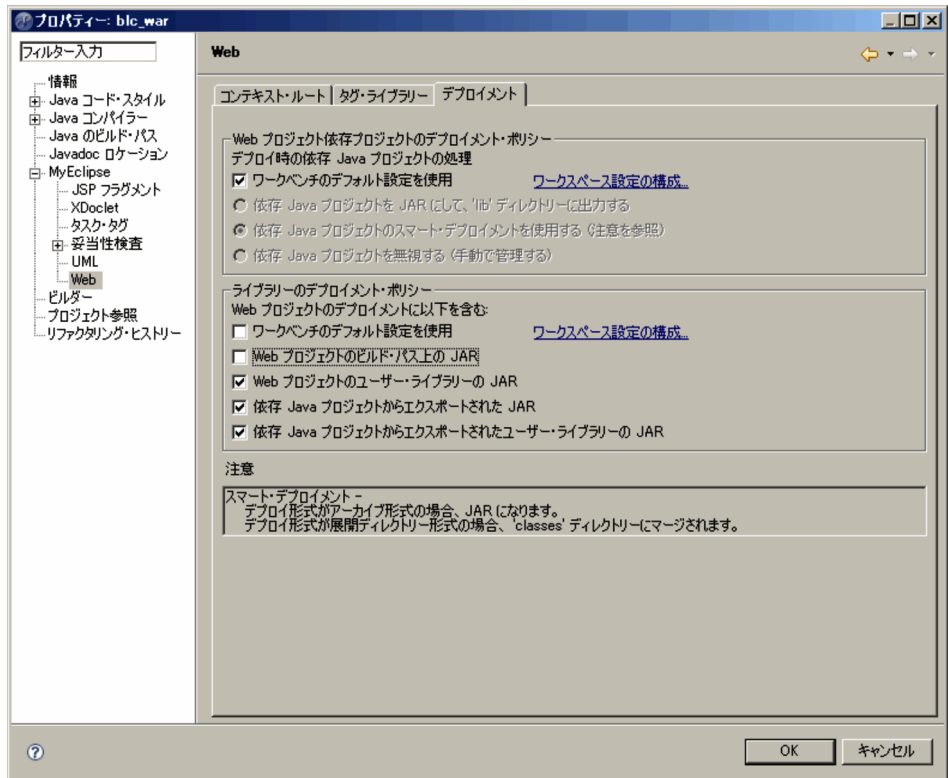 プロパティー: blc_war
フィルター入力
情報
Java コード・スタイル
Java コンパイラー
Java のビルド・パス
Javadoc ロケーション
MyEclipse
JSP フラグメント
XDoclet
タスク・タグ
妥当性検査
UML
Web
ビルダー
プロジェクト参照
リファクタリング・ヒストリー
Web
コンテキスト・ルート タグ・ライブラリー デプロイメント
Web プロジェクト依存プロジェクトのデプロイメント・ポリシー
デプロイ時の依存 Java プロジェクトの処理
ワークベンチのデフォルト設定を使用 ワークスペース設定の構成...
依存 Java プロジェクトを JAR にして、'lib' ディレクトリーに出力する
依存 Java プロジェクトのスマート・デプロイメントを使用する (注意を参照)
依存 Java プロジェクトを無視する (手動で管理する)
ライブラリーのデプロイメント・ポリシー
Web プロジェクトのデプロイメントに以下を含む:
ワークベンチのデフォルト設定を使用 ワークスペース設定の構成...
Web プロジェクトのビルド・パス上の JAR
Web プロジェクトのユーザー・ライブラリーの JAR
依存 Java プロジェクトからエクスポートされた JAR
依存 Java プロジェクトからエクスポートされたユーザー・ライブラリーの JAR
注意
スマート・デプロイメント -
デプロイ形式がアーカイブ形式の場合、JAR になります。
デプロイ形式が展開ディレクトリー形式の場合、'classes' ディレクトリーにマージされます。
OK キャンセル